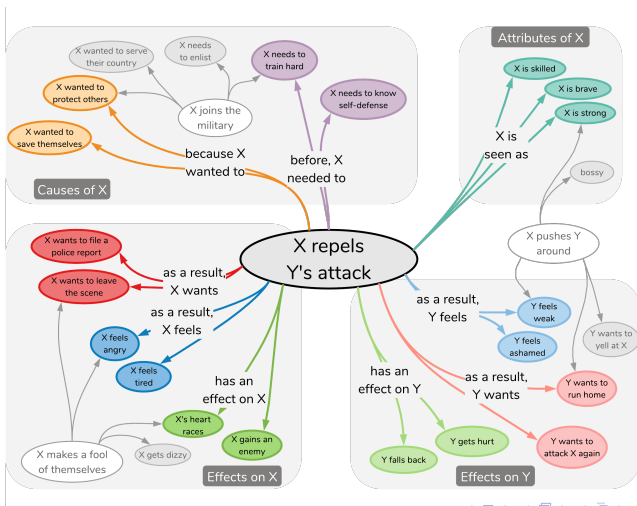 Attributes of X
X wanted to serve
their country
X needs
to enlist
X needs to
train hard
X wanted to
protect others
X joins the
military
X needs to know
self-defense
X wanted to
save themselves
because X
wanted to
before, X
needed to
Causes of X
X is skilled
X is brave
X is strong
X is
seen as
bossy
X pushes Y
around
X repels
Y's attack
X wants to file a
police report
X wants to leave
the scene
as a result,
X wants
as a result,
X feels
X feels
angry
X feels
tired
has an
effect on X
X's heart
races
X gains an
enemy
X makes a fool
of themselves
X gets dizzy
Effects on X
as a result,
Y feels
Y feels
weak
Y feels
ashamed
Y wants to
yell at X
has an
effect on Y
as a result,
Y wants
Y wants to
run home
Y gets hurt
Y falls back
Y wants to
attack X again
Effects on Y